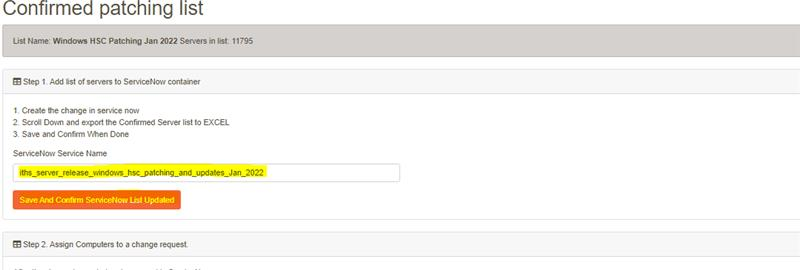 Confirmed patching list
List Name: Windows HSC Patching Jan 2022 Servers in list: 11795
Step 1. Add list of servers to ServiceNow container
1. Create the change in service now
2. Scroll Down and export the Confirmed Server list to EXCEL
3. Save and Confirm When Done
ServiceNow Service Name
iths_server_release_windows_hsc_patching_and_updates_Jan_2022
Save And Confirm ServiceNow List Updated
Step 2. Assign Computers to a change request.